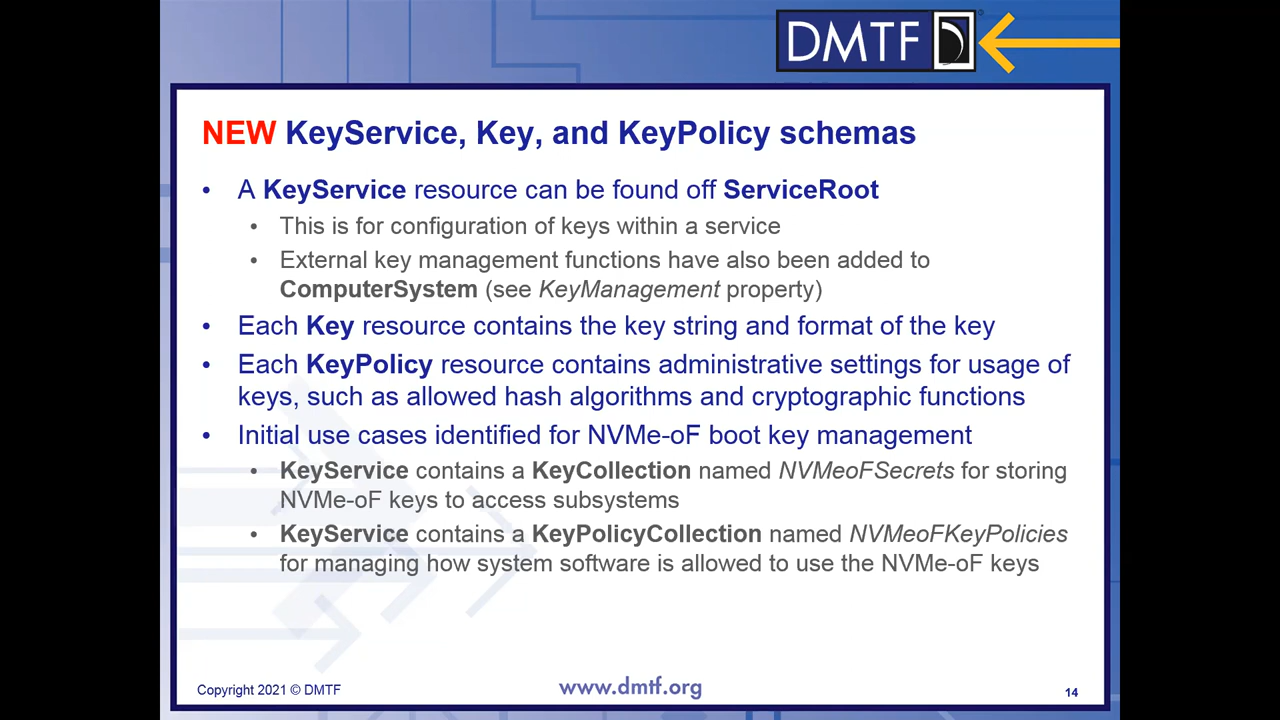 DMTF
NEW KeyService, Key, and KeyPolicy schemas
• A KeyService resource can be found off ServiceRoot
• This is for configuration of keys within a service
• External key management functions have also been added to
ComputerSystem (see KeyManagement property)
• Each Key resource contains the key string and format of the key
• Each KeyPolicy resource contains administrative settings for usage of
keys, such as allowed hash algorithms and cryptographic functions
• Initial use cases identified for NVMe-oF boot key management
• KeyService contains a KeyCollection named NVMeoFSecrets for storing
NVMe-oF keys to access subsystems
• KeyService contains a KeyPolicyCollection named NVMeoFKeyPolicies
for managing how system software is allowed to use the NVMe-oF keys
Copyright 2021 © DMTF
www.dmtf.org
14